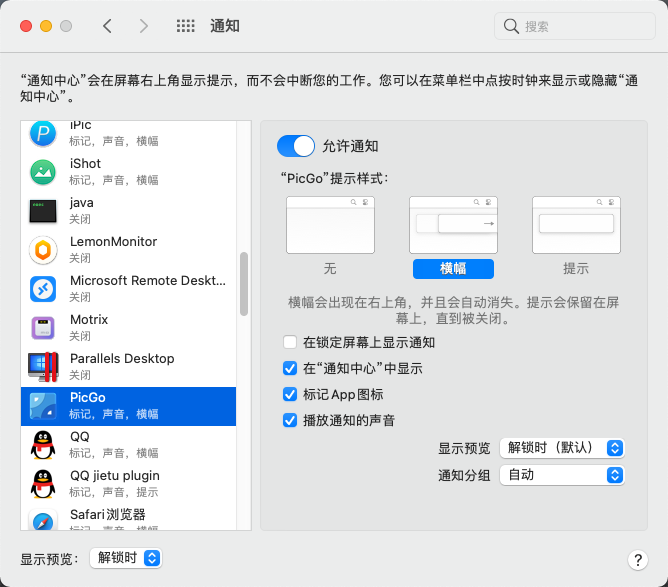 通知
搜索
“通知中心”会在屏幕右上角显示提示，而不会中断您的工作。您可以在菜单栏中点按时钟来显示或隐藏“通
知中心”。
iPic
标记，声音，横幅
iShot
标记，声音，横幅
java
关闭
LemonMonitor
关闭
Microsoft Remote Deskt...
关闭
Motrix
关闭
Parallels Desktop
关闭
PicGo
标记，声音，横幅
QQ
标记，声音，横幅
QQ jietu plugin
标记，声音，提示
Safari浏览器
标记，声音，横幅
允许通知
“PicGo”提示样式：
无
横幅
提示
横幅会出现在右上角，并且会自动消失。提示会保留在屏
幕上，直到被关闭。
在锁定屏幕上显示通知
在“通知中心”中显示
标记App图标
播放通知的声音
显示预览 解锁时（默认）
通知分组 自动
显示预览： 解锁时
?